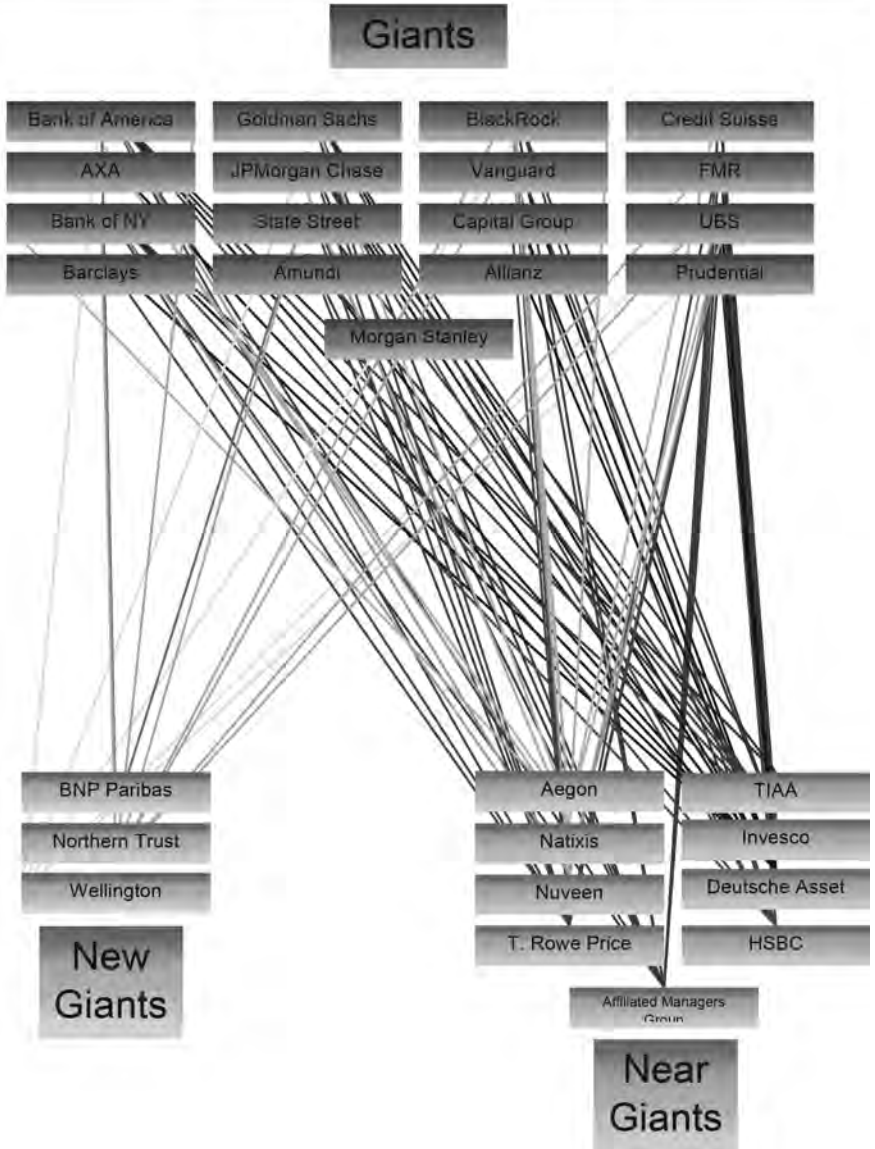 Giants
Bank of America
Goldman Sachs
BlackRock
Credit Suisse
AXA
JPMorgan Chase
Vanguard
FMR
Bank of NY
State Street
Capital Group
UBS
Barclays
Amundi
Allianz
Prudential
Morgan Stanley
BNP Paribas
Aegon
TIAA
Northern Trust
Natixis
Invesco
Wellington
Nuveen
Deutsche Asset
T. Rowe Price
HSBC
New
Giants
Affiliated Managers
Group
Near
Giants